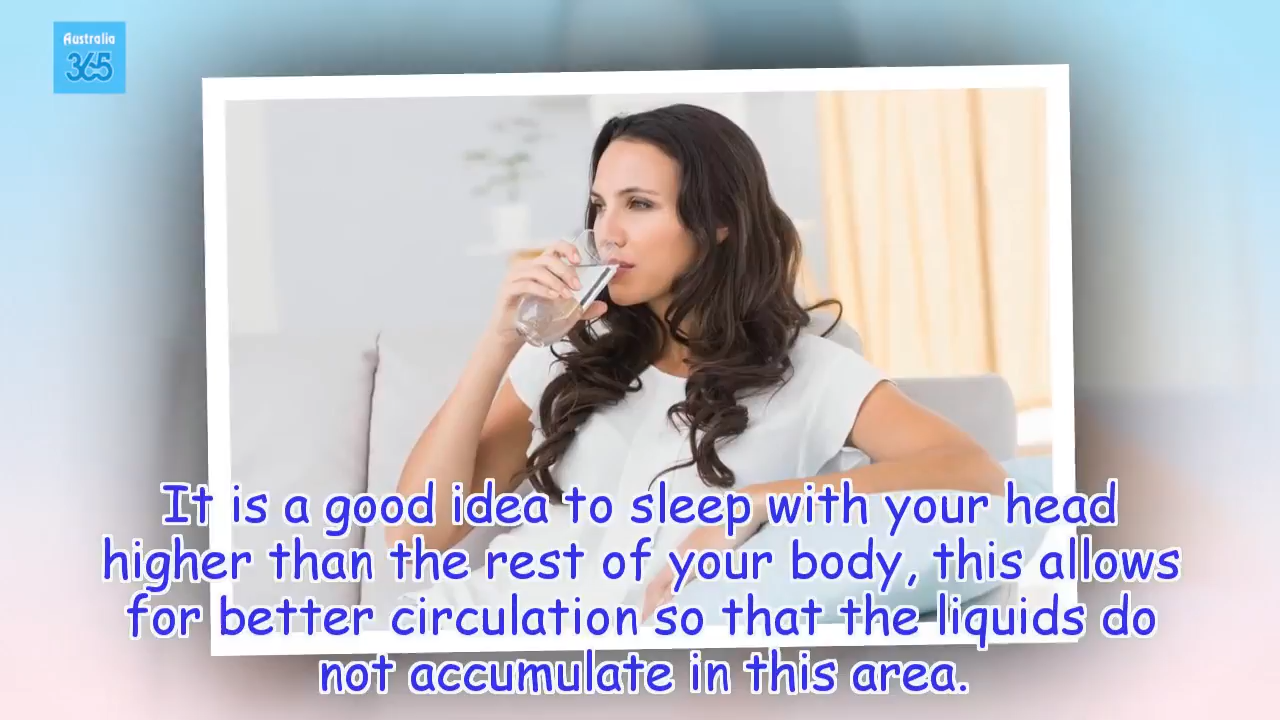 Australia
365
It is a good idea to sleep with your head
higher than the rest of your body, this allows
for better circulation so that the liquids do
not accumulate in this area.